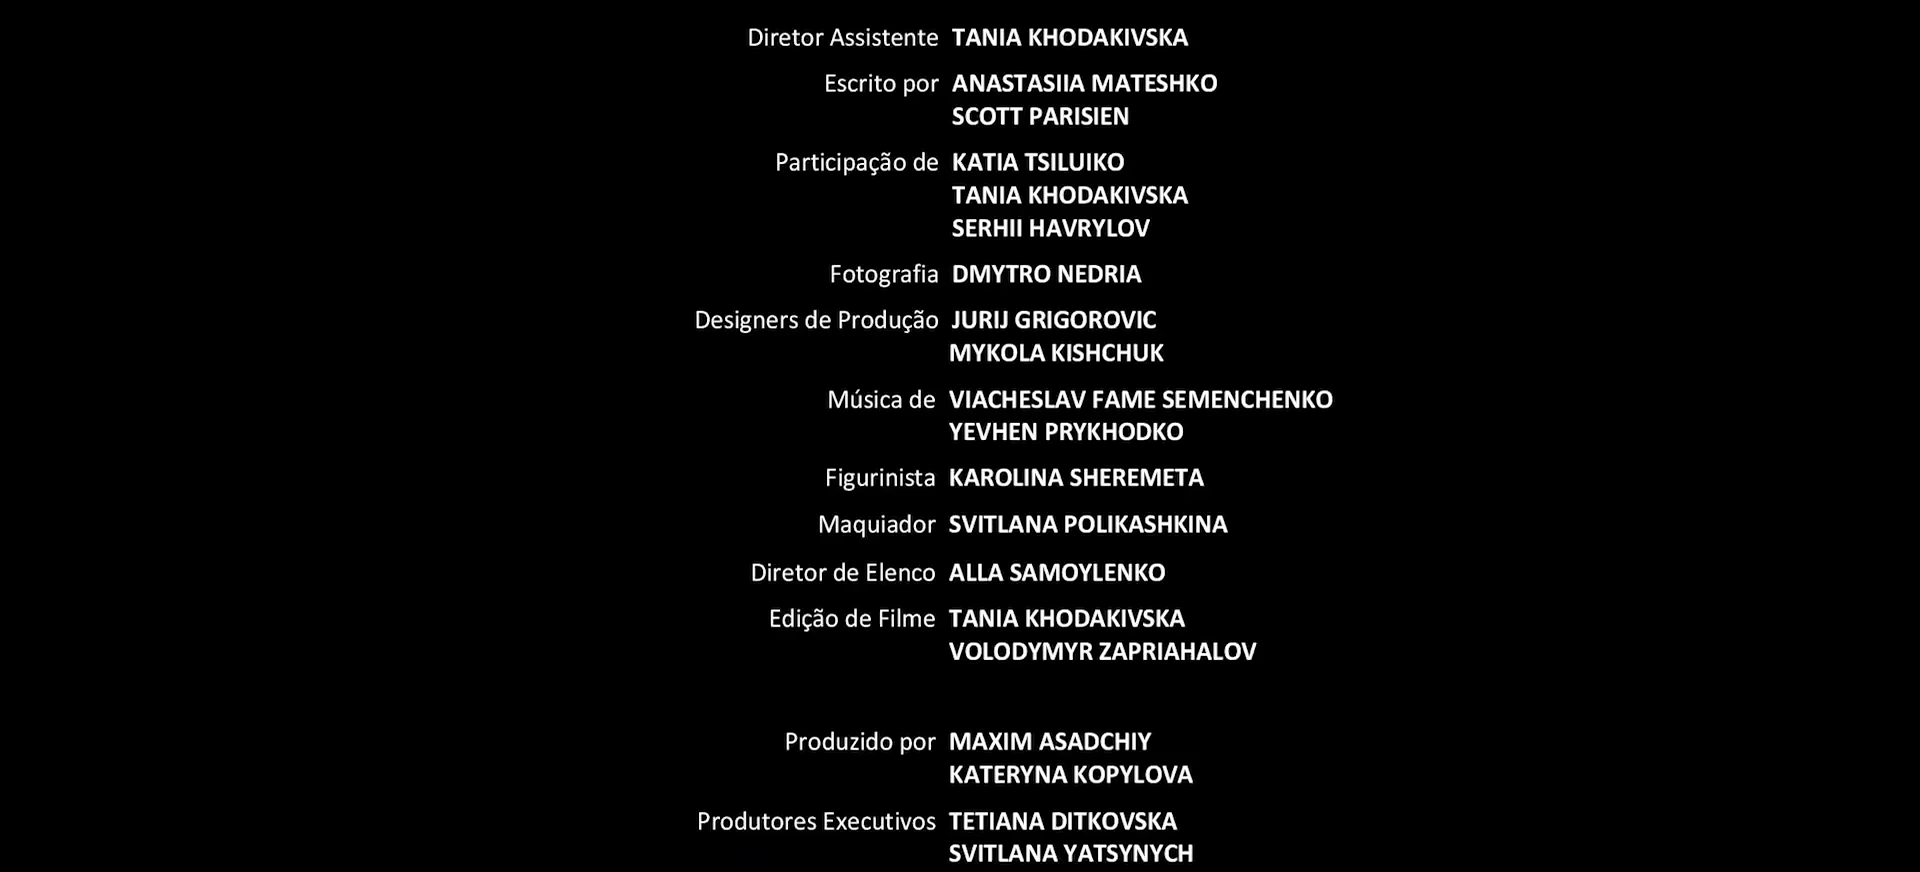 Diretor Assistente TANIA KHODAKIVSKA
Escrito por ANASTASIIA MATESHKO
SCOTT PARISIEN
Participação de KATIA TSILUIKO
TANIA KHODAKIVSKA
SERHII HAVRYLOV
Fotografia DMYTRO NEDRIA
Designers de Produção JURIJ GRIGOROVIC
MYKOLA KISHCHUK
Música de VIACHESLAV FAME SEMENCHENKO
YEVHEN PRYKHODKO
Figurinista KAROLINA SHEREMETA
Maquiador SVITLANA POLIKASHKINA
Diretor de Elenco ALLA SAMOYLENKO
Edição de Filme TANIA KHODAKIVSKA
VOLODYMYR ZAPRIAHALOV
Produzido por MAXIM ASADCHIY
KATERYNA KOPYLOVA
Produtores Executivos TETIANA DITKOVSKA
SVITLANA YATSYNYCH